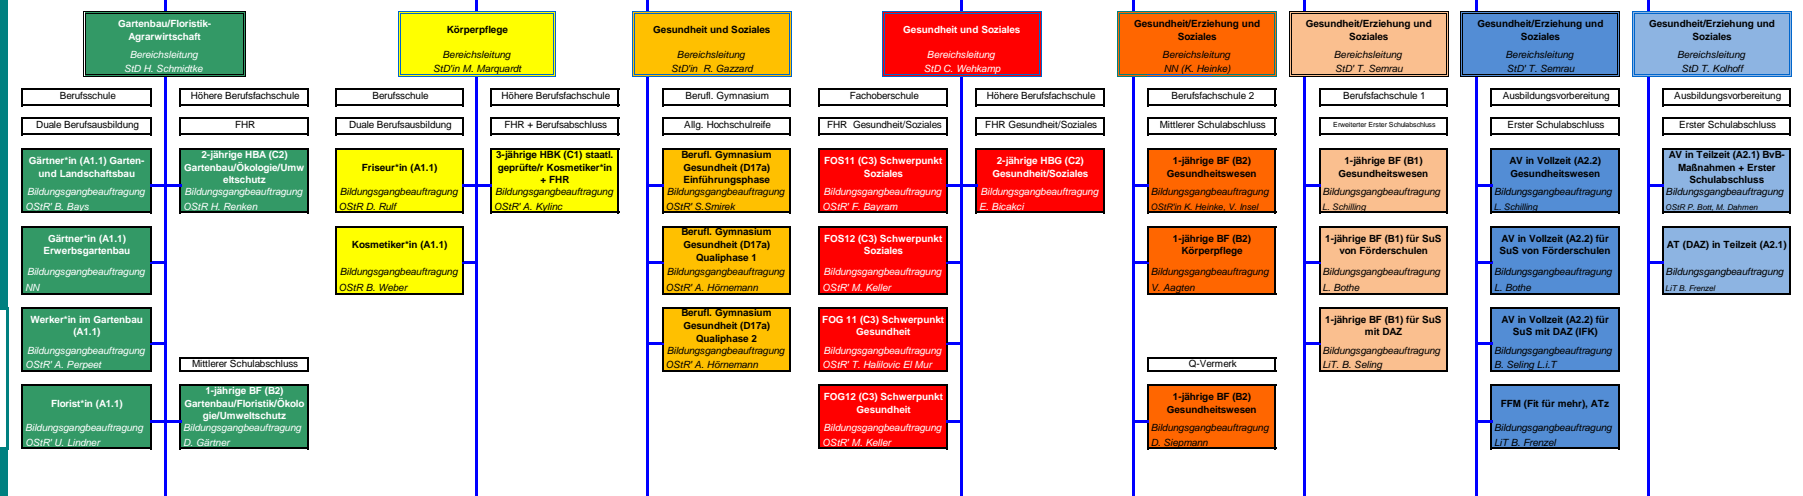 Gartenbau/Floristik-
Agrarwirtschaft
Bereichsleitung
StD H. Schmidtke
Berufsschule
Duale Berufsausbildung
Gärtner*in (A1.1) Garten-
und Landschaftsbau
Bildungsgangbeauftragung
OStR' B. Bays
Gärtner*in (A1.1)
Erwerbsgartenbau
Bildungsgangbeauftragung
NN
Werker*in im Gartenbau
(A1.1)
Bildungsgangbeauftragung
OStR' A. Perpeet
Florist*in (A1.1)
Bildungsgangbeauftragung
OStR' U. Lindner
Höhere Berufsfachschule
FHR
2-jährige HBA (C2)
Gartenbau/Ökologie/Umw
eltschutz
Bildungsgangbeauftragung
OStR H. Renken
Mittlerer Schulabschluss
1-jährige BF (B2)
Gartenbau/Floristik/Ökolo
gie/Umweltschutz
Bildungsgangbeauftragung
D. Gärtner
Körperpflege
Bereichsleitung
StD'in M. Marquardt
Berufsschule
Duale Berufsausbildung
Friseur*in (A1.1)
Bildungsgangbeauftragung
OStR D. Rulf
Kosmetiker*in (A1.1)
Bildungsgangbeauftragung
OStR B. Weber
Höhere Berufsfachschule
FHR + Berufsabschluss
3-jährige HBK (C1) staatl.
geprüfte/r Kosmetiker*in
+ FHR
Bildungsgangbeauftragung
OStR' A. Kylinc
Gesundheit und Soziales
Bereichsleitung
StD'in R. Gazzard
Berufl. Gymnasium
Allg. Hochschulreife
Berufl. Gymnasium
Gesundheit (D17a)
Einführungsphase
Bildungsgangbeauftragung
OStR' S.Smirek
Berufl. Gymnasium
Gesundheit (D17a)
Qualiphase 1
Bildungsgangbeauftragung
OStR' A. Hörnemann
Berufl. Gymnasium
Gesundheit (D17a)
Qualiphase 2
Bildungsgangbeauftragung
OStR' A. Hörnemann
Gesundheit und Soziales
Bereichsleitung
StD C. Wehkamp
Fachoberschule
FHR Gesundheit/Soziales
FOS11 (C3) Schwerpunkt
Soziales
Bildungsgangbeauftragung
OStR' F. Bayram
FOS12 (C3) Schwerpunkt
Soziales
Bildungsgangbeauftragung
OStR' M. Keller
FOG 11 (C3) Schwerpunkt
Gesundheit
Bildungsgangbeauftragung
OStR' T. Halilovic El Mur
FOG12 (C3) Schwerpunkt
Gesundheit
Bildungsgangbeauftragung
OStR' M. Keller
Höhere Berufsfachschule
FHR Gesundheit/Soziales
2-jährige HBG (C2)
Gesundheit/Soziales
Bildungsgangbeauftragung
E. Bicakci
Gesundheit/Erziehung und
Soziales
Bereichsleitung
NN (K. Heinke)
Berufsfachschule 2
Mittlerer Schulabschluss
1-jährige BF (B2)
Gesundheitswesen
Bildungsgangbeauftragung
OStR'in K. Heinke, V. Insel
1-jährige BF (B2)
Körperpflege
Bildungsgangbeauftragung
V. Aagten
Q-Vermerk
1-jährige BF (B2)
Gesundheitswesen
Bildungsgangbeauftragung
D. Siepmann
Gesundheit/Erziehung und
Soziales
Bereichsleitung
StD' T. Semrau
Berufsfachschule 1
Erweiterter Erster Schulabschluss
1-jährige BF (B1)
Gesundheitswesen
Bildungsgangbeauftragung
L. Schilling
1-jährige BF (B1) für SuS
von Förderschulen
Bildungsgangbeauftragung
L. Bothe
1-jährige BF (B1) für SuS
mit DAZ
Bildungsgangbeauftragung
LiT. B. Seling
Gesundheit/Erziehung und
Soziales
Bereichsleitung
StD' T. Semrau
Ausbildungsvorbereitung
Erster Schulabschluss
AV in Vollzeit (A2.2)
Gesundheitswesen
Bildungsgangbeauftragung
L. Schilling
AV in Vollzeit (A2.2) für
SuS von Förderschulen
Bildungsgangbeauftragung
L. Bothe
AV in Vollzeit (A2.2) für
SuS mit DAZ (IFK)
Bildungsgangbeauftragung
B. Seling L.i.T
FFM (Fit für mehr), ATz
Bildungsgangbeauftragung
LiT B. Frenzel
Gesundheit/Erziehung und
Soziales
Bereichsleitung
StD T. Kolhoff
Ausbildungsvorbereitung
Erster Schulabschluss
AV in Teilzeit (A2.1) BvB-
Maßnahmen + Erster
Schulabschluss
Bildungsgangbeauftragung
OStR P. Bott, M. Dahmen
AT (DAZ) in Teilzeit (A2.1)
Bildungsgangbeauftragung
LiT B. Frenzel